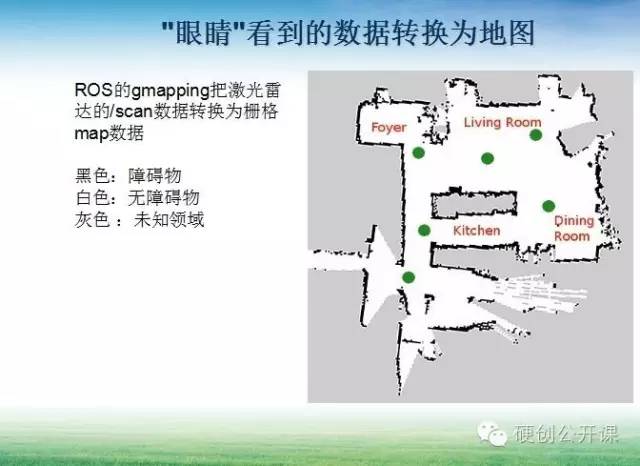 "眼睛"看到的数据转换为地图
ROS的gmapping把激光雷
达的/scan数据转换为栅格
map数据
黑色：障碍物
白色：无障碍物
灰色 ：未知领域
Foyer
Living Room
Kitchen
Dining
Room
硬创公开课